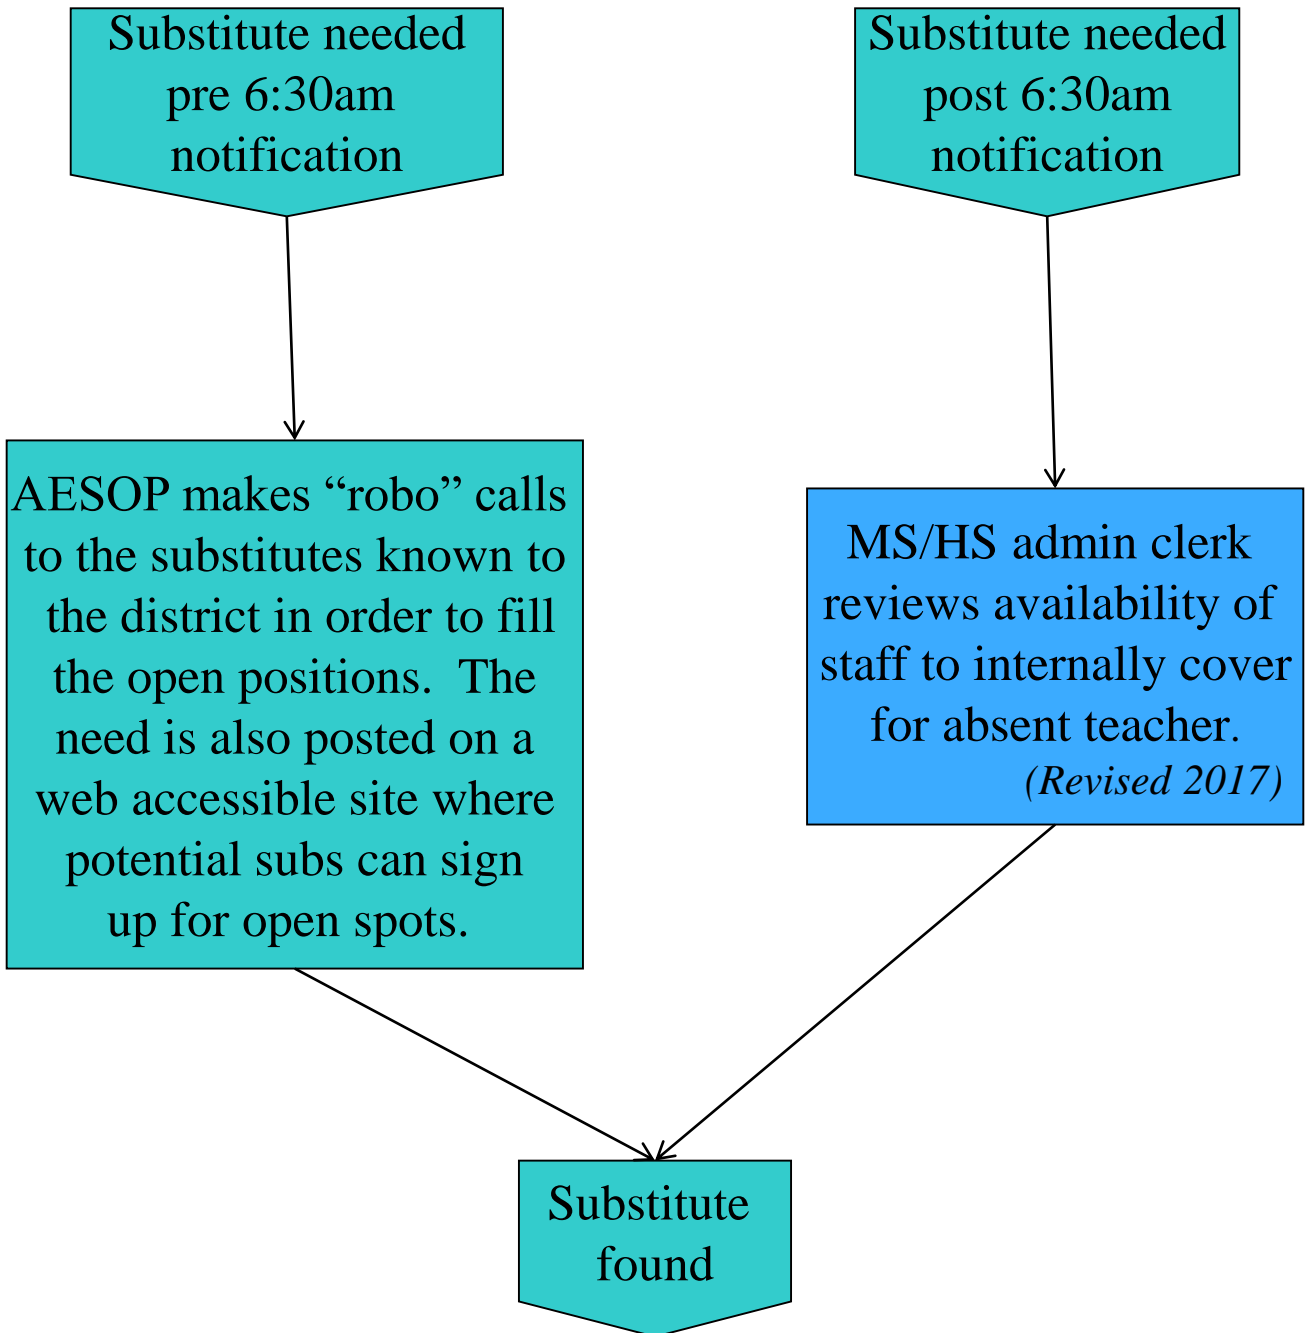 Substitute needed
pre 6:30am
notification
Substitute needed
post 6:30am
notification
AESOP makes “robo” calls
to the substitutes known to
the district in order to fill
the open positions.  The
need is also posted on a
web accessible site where
potential subs can sign
up for open spots.
MS/HS admin clerk
reviews availability of
staff to internally cover
for absent teacher.
(Revised 2017)
Substitute
found